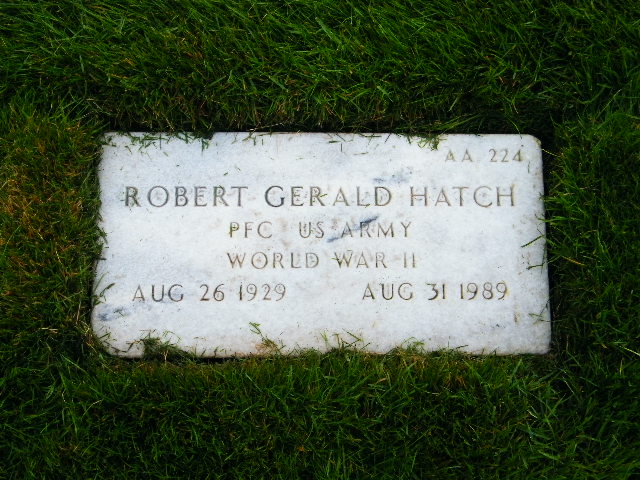 AA 224
ROBERT GERALD HATCH
PFC US ARMY
WORLD WAR II
AUG 26 1929 AUG 31 1989